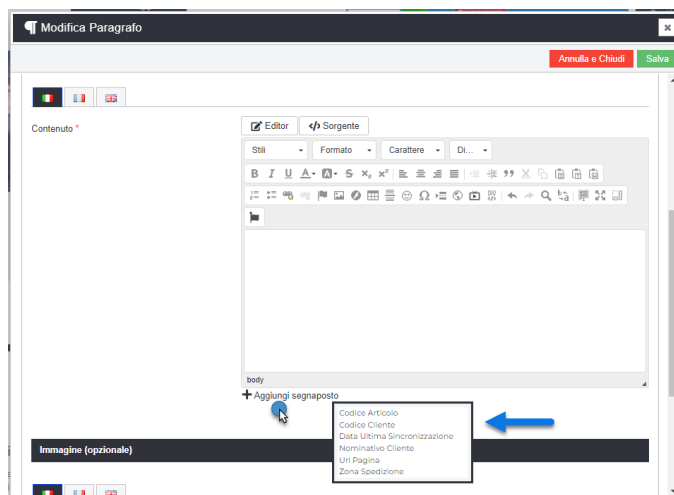 Modifica Paragrafo
Annulla e Chiudi
Salva
Contenuto *
Editor
Sorgente
Stili
Formato
Carattere
Di...
body
Aggiungi segnaposto
Codice Articolo
Codice Cliente
Data Ultima Sincronizzazione
Nominativo Cliente
Url Pagina
Zona Spedizione
Immagine (opzionale)